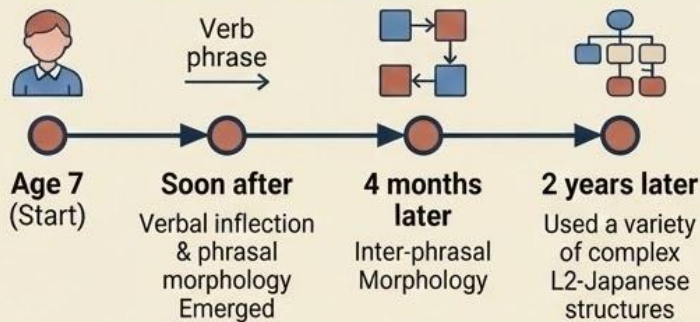 Verb
phrase
Age 7
(Start)
Soon after
Verbal inflection
& phrasal
morphology
Emerged
4 months
later
Inter-phrasal
Morphology
2 years later
Used a variety
of complex
L2-Japanese
structures